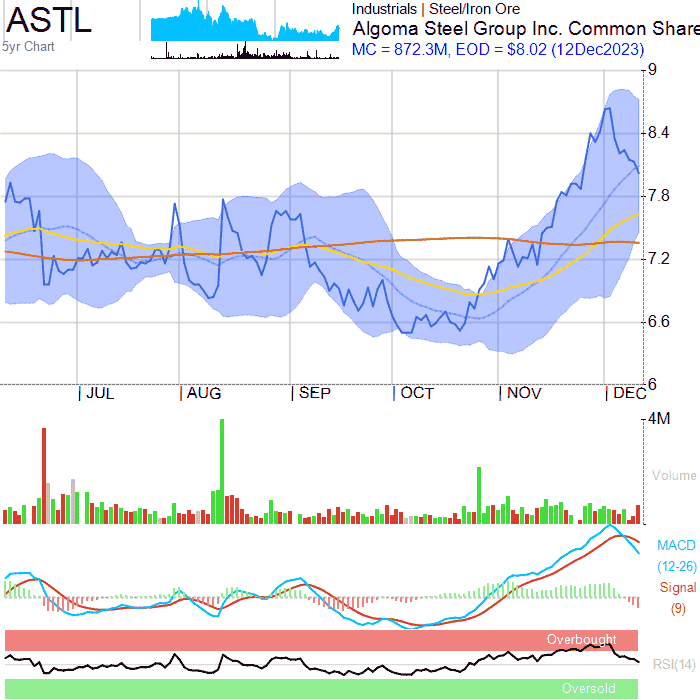 ASTL
5yr Chart
Industrials | Steel/Iron Ore
Algoma Steel Group Inc. Common Share
MC = 872.3M, EOD = $8.02 (12Dec2023)
9
8.4
7.8
7.2
6.6
6
JUL AUG SEP OCT NOV DEC
4M
Volume
MACD
(12-26)
Signal
(9)
Overbought
RSI(14)
Oversold